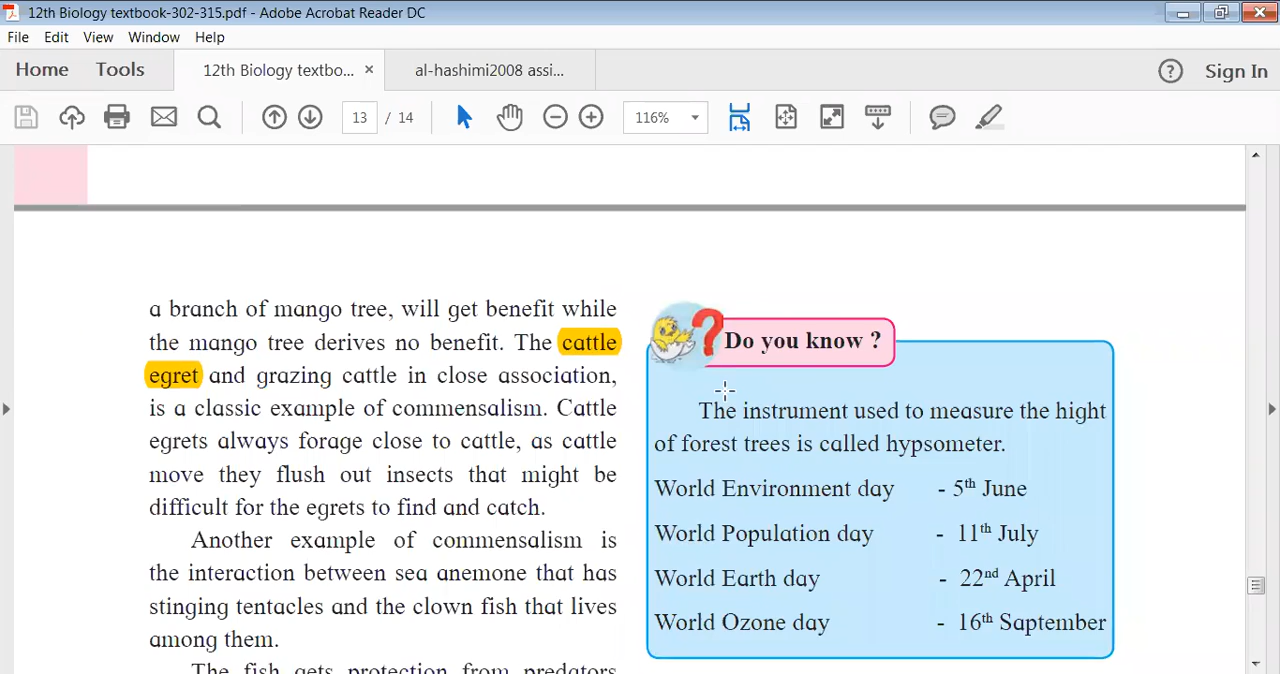 12th Biology textbook-302-315.pdf - Adobe Acrobat Reader DC
File Edit View Window Help
Home Tools 12th Biology textbo... × al-hashimi2008 assi... Sign In
13 / 14 116%
a branch of mango tree, will get benefit while
the mango tree derives no benefit. The cattle
egret and grazing cattle in close association,
is a classic example of commensalism. Cattle
egrets always forage close to cattle, as cattle
move they flush out insects that might be
difficult for the egrets to find and catch.
Another example of commensalism is
the interaction between sea anemone that has
stinging tentacles and the clown fish that lives
among them.
The fish gets protection from predators
Do you know ?
The instrument used to measure the hight
of forest trees is called hypsometer.
World Environment day - 5th June
World Population day - 11th July
World Earth day - 22nd April
World Ozone day - 16th Saptember